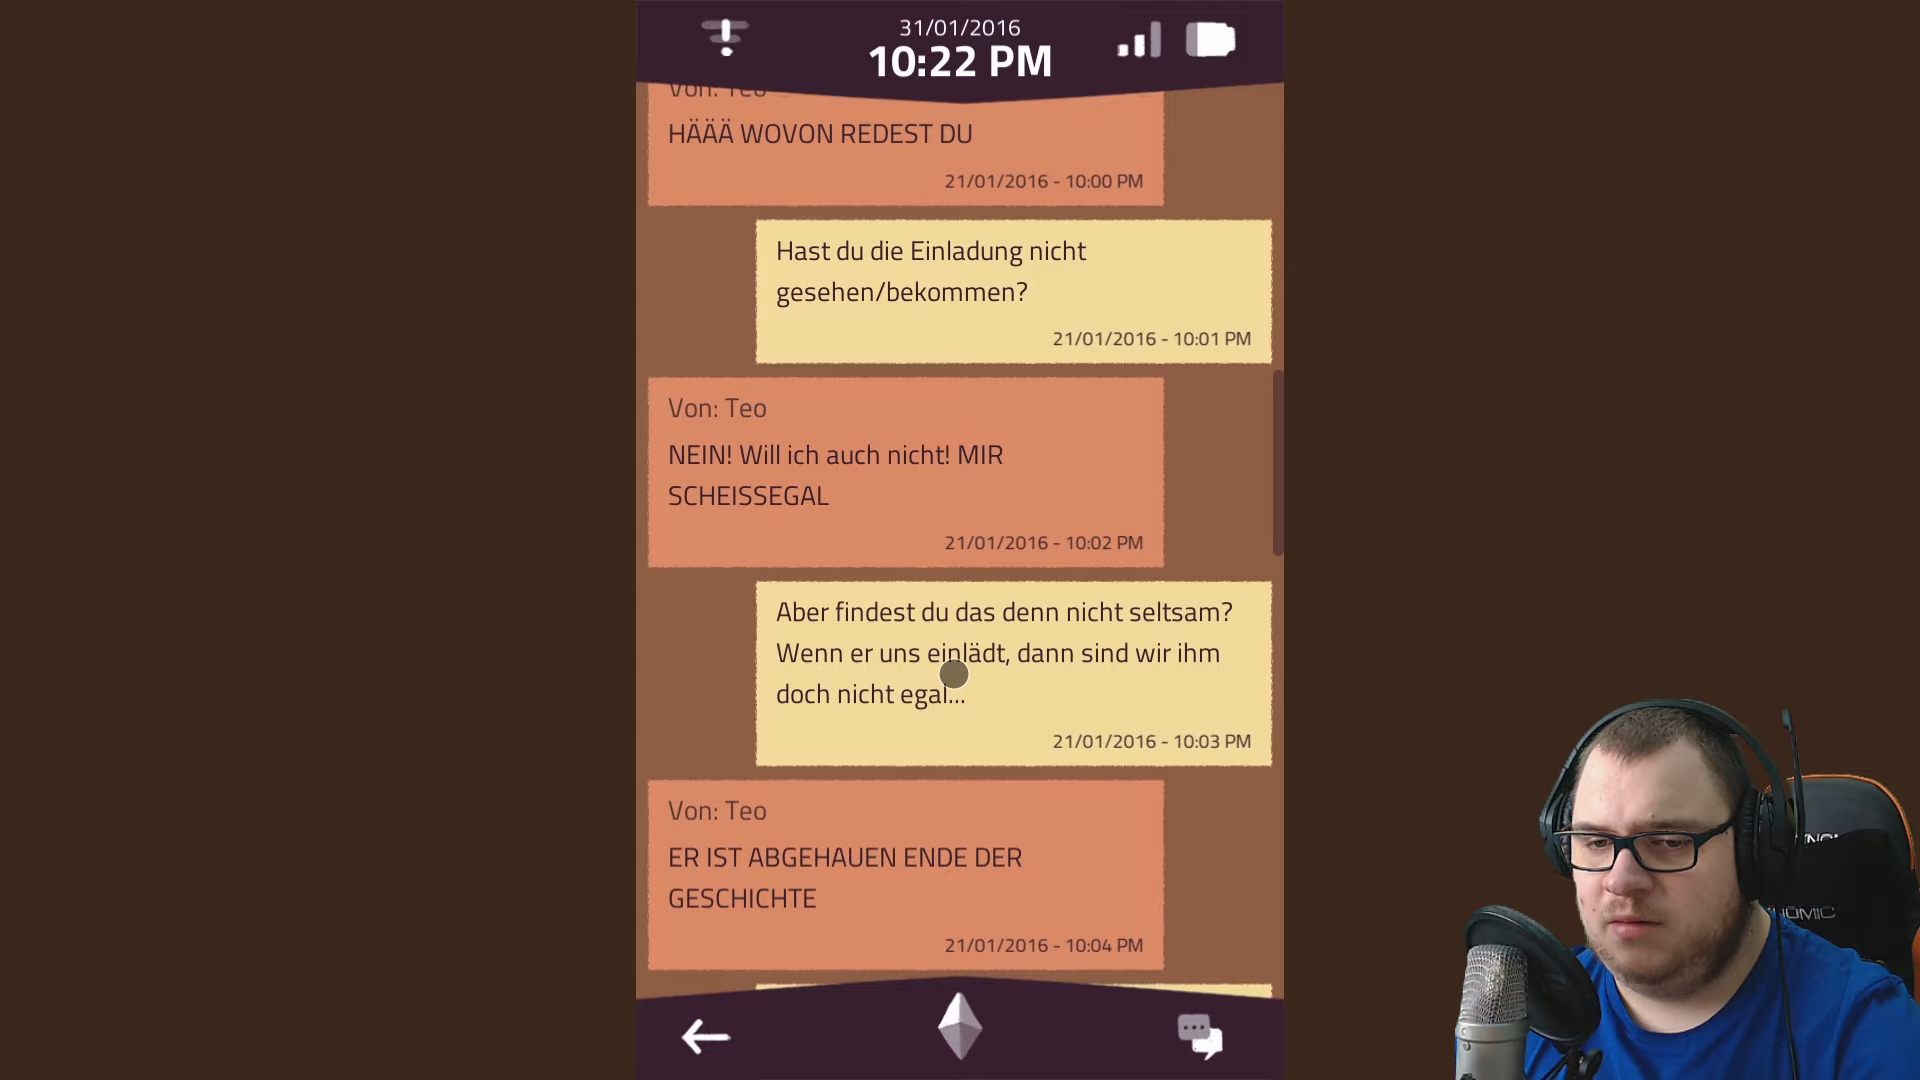 31/01/2016
10:22 PM
Von: Teo
HÄÄÄ WOVON REDEST DU
21/01/2016 - 10:00 PM
Hast du die Einladung nicht
gesehen/bekommen?
21/01/2016 - 10:01 PM
Von: Teo
NEIN! Will ich auch nicht! MIR
SCHEISSEGAL
21/01/2016 - 10:02 PM
Aber findest du das denn nicht seltsam?
Wenn er uns einlädt, dann sind wir ihm
doch nicht egal...
21/01/2016 - 10:03 PM
Von: Teo
ER IST ABGEHAUEN ENDE DER
GESCHICHTE
21/01/2016 - 10:04 PM